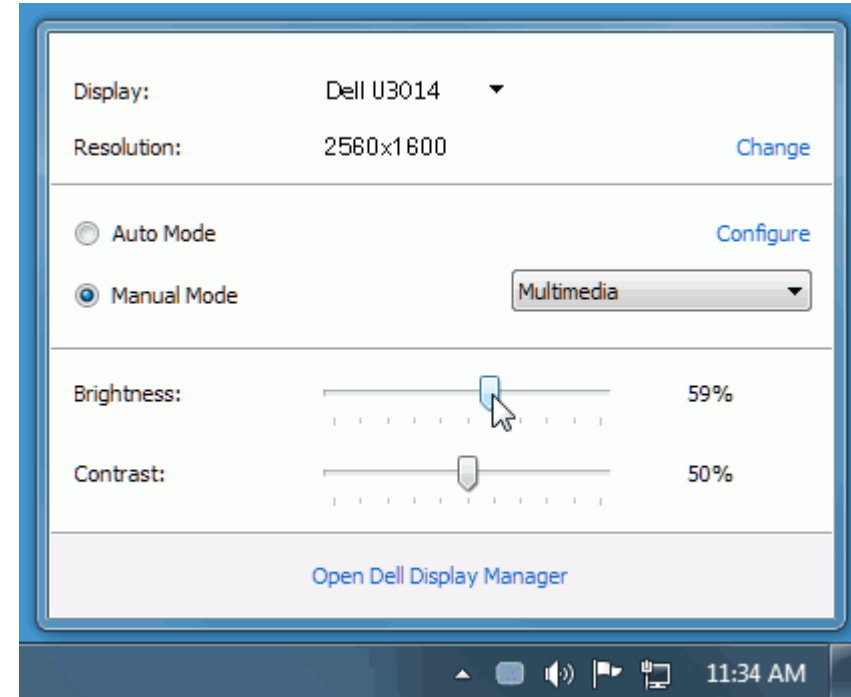 Display: Dell U3014
Resolution: 2560x1600 Change
Auto Mode Configure
Manual Mode Multimedia
Brightness: 59%
Contrast: 50%
Open Dell Display Manager
11:34 AM